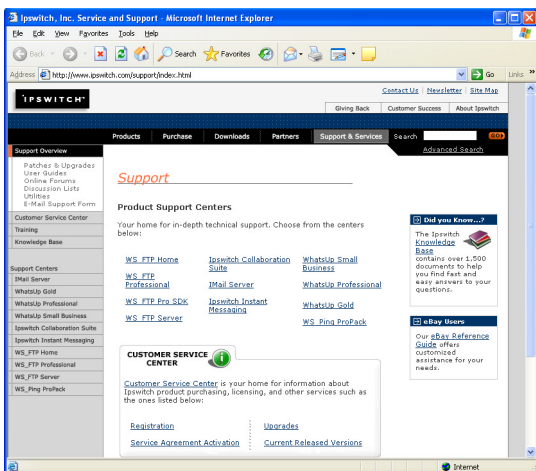 Ipswitch, Inc. Service and Support - Microsoft Internet Explorer
File Edit View Favorites Tools Help
Back Search Favorites
Address http://www.ipswitch.com/support/index.html Go Links »
Contact Us | Newsletter | Site Map
IPSWITCH™
Giving Back Customer Success About Ipswitch
Products Purchase Downloads Partners Support & Services Search GO
Advanced Search
Support Overview
Patches & Upgrades
User Guides
Online Forums
Discussion Lists
Utilities
E-Mail Support Form
Customer Service Center
Training
Knowledge Base
Support Centers
IMail Server
WhatsUp Gold
WhatsUp Professional
WhatsUp Small Business
Ipswitch Collaboration Suite
Ipswitch Instant Messaging
WS_FTP Home
WS_FTP Professional
WS_FTP Server
WS_Ping ProPack
Support
Product Support Centers
Your home for in-depth technical support. Choose from the centers
below:
WS_FTP Home
WS_FTP
Professional
WS_FTP Pro SDK
WS_FTP Server
Ipswitch Collaboration
Suite
IMail Server
Ipswitch Instant
Messaging
WhatsUp Small
Business
WhatsUp Professional
WhatsUp Gold
WS_Ping ProPack
CUSTOMER SERVICE
CENTER
Customer Service Center is your home for information about
Ipswitch product purchasing, licensing, and other services such as
the ones listed below:
Registration
Service Agreement Activation
Upgrades
Current Released Versions
Did you Know...?
The Ipswitch
Knowledge
Base
contains over 1,500
documents to help
you find fast and
easy answers to your
questions.
eBay Users
Our eBay Reference
Guide offers
customized
assistance for your
needs.
Internet